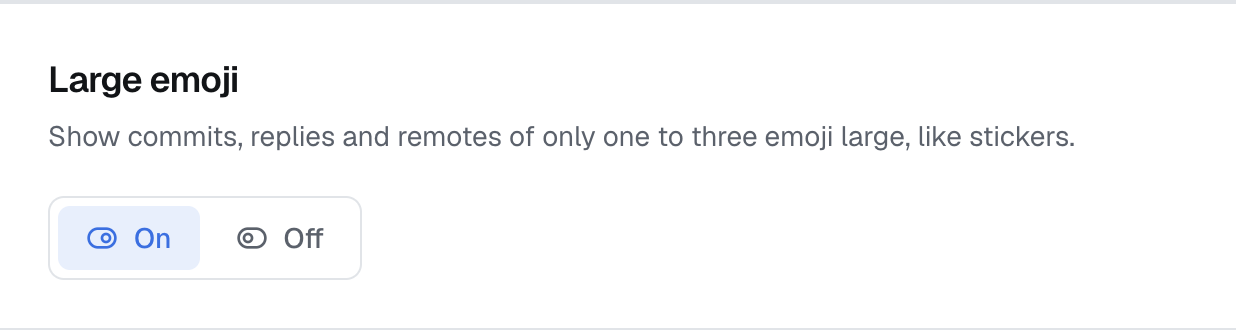 Large emoji
Show commits, replies and remotes of only one to three emoji large, like stickers.
On
Off